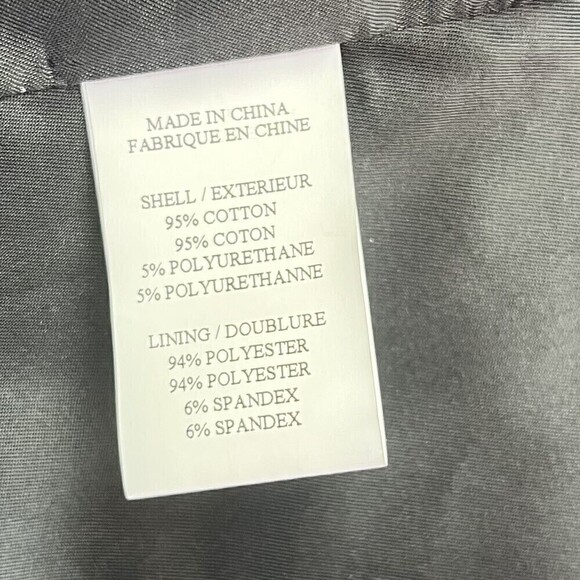 MADE IN CHINA
FABRIQUE EN CHINE
SHELL / EXTERIEUR
95% COTTON
95% COTON
5% POLYURETHANE
5% POLYURETHANNE
LINING / DOUBLURE
94% POLYESTER
94% POLYESTER
6% SPANDEX
6% SPANDEX